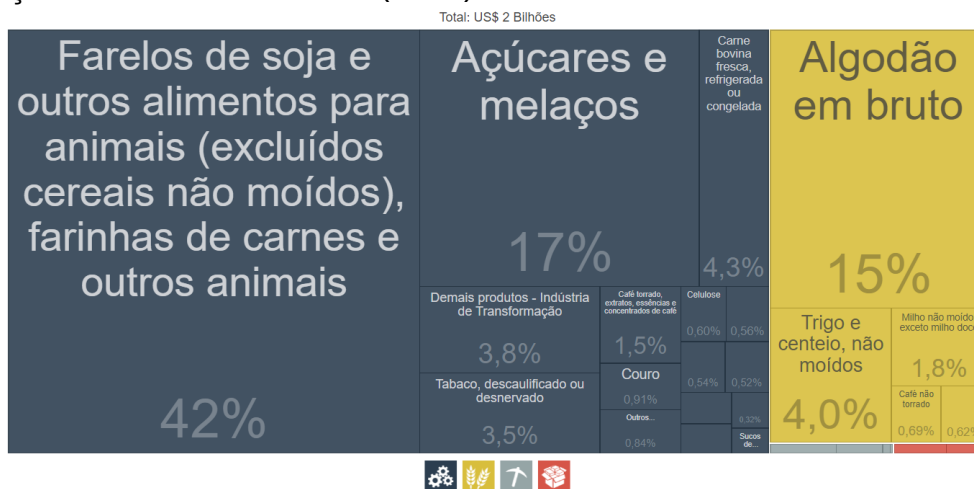 Total: US$ 2 Bilhões
Farelos de soja e
outros alimentos para
animais (excluídos
cereais não moídos),
farinhas de carnes e
outros animais
42%
Açúcares e
melaços
17%
Carne
bovina
fresca,
refrigerada
ou
congelada
4,3%
Demais produtos - Indústria
de Transformação
3,8%
Tabaco, descaulificado ou
desnervado
3,5%
Café torrado,
extratos, essências e
concentrados de café
1,5%
Couro
0,91%
Outros...
0,84%
Celulose
0,60%
0,56%
0,54%
0,52%
0,32%
Sucos
de...
Algodão
em bruto
15%
Trigo e
centeio, não
moídos
4,0%
Milho não moído,
exceto milho doce
1,8%
Café não
torrado
0,69%
0,62%